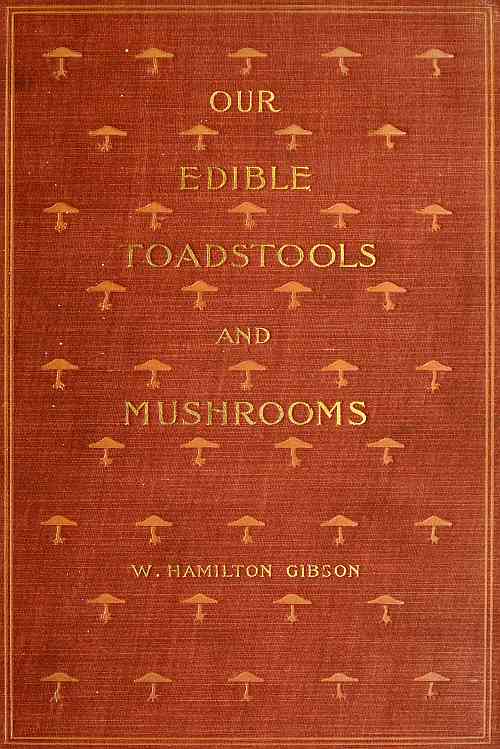 OUR
EDIBLE
TOADSTOOLS
AND
MUSHROOMS
W. HAMILTON GIBSON